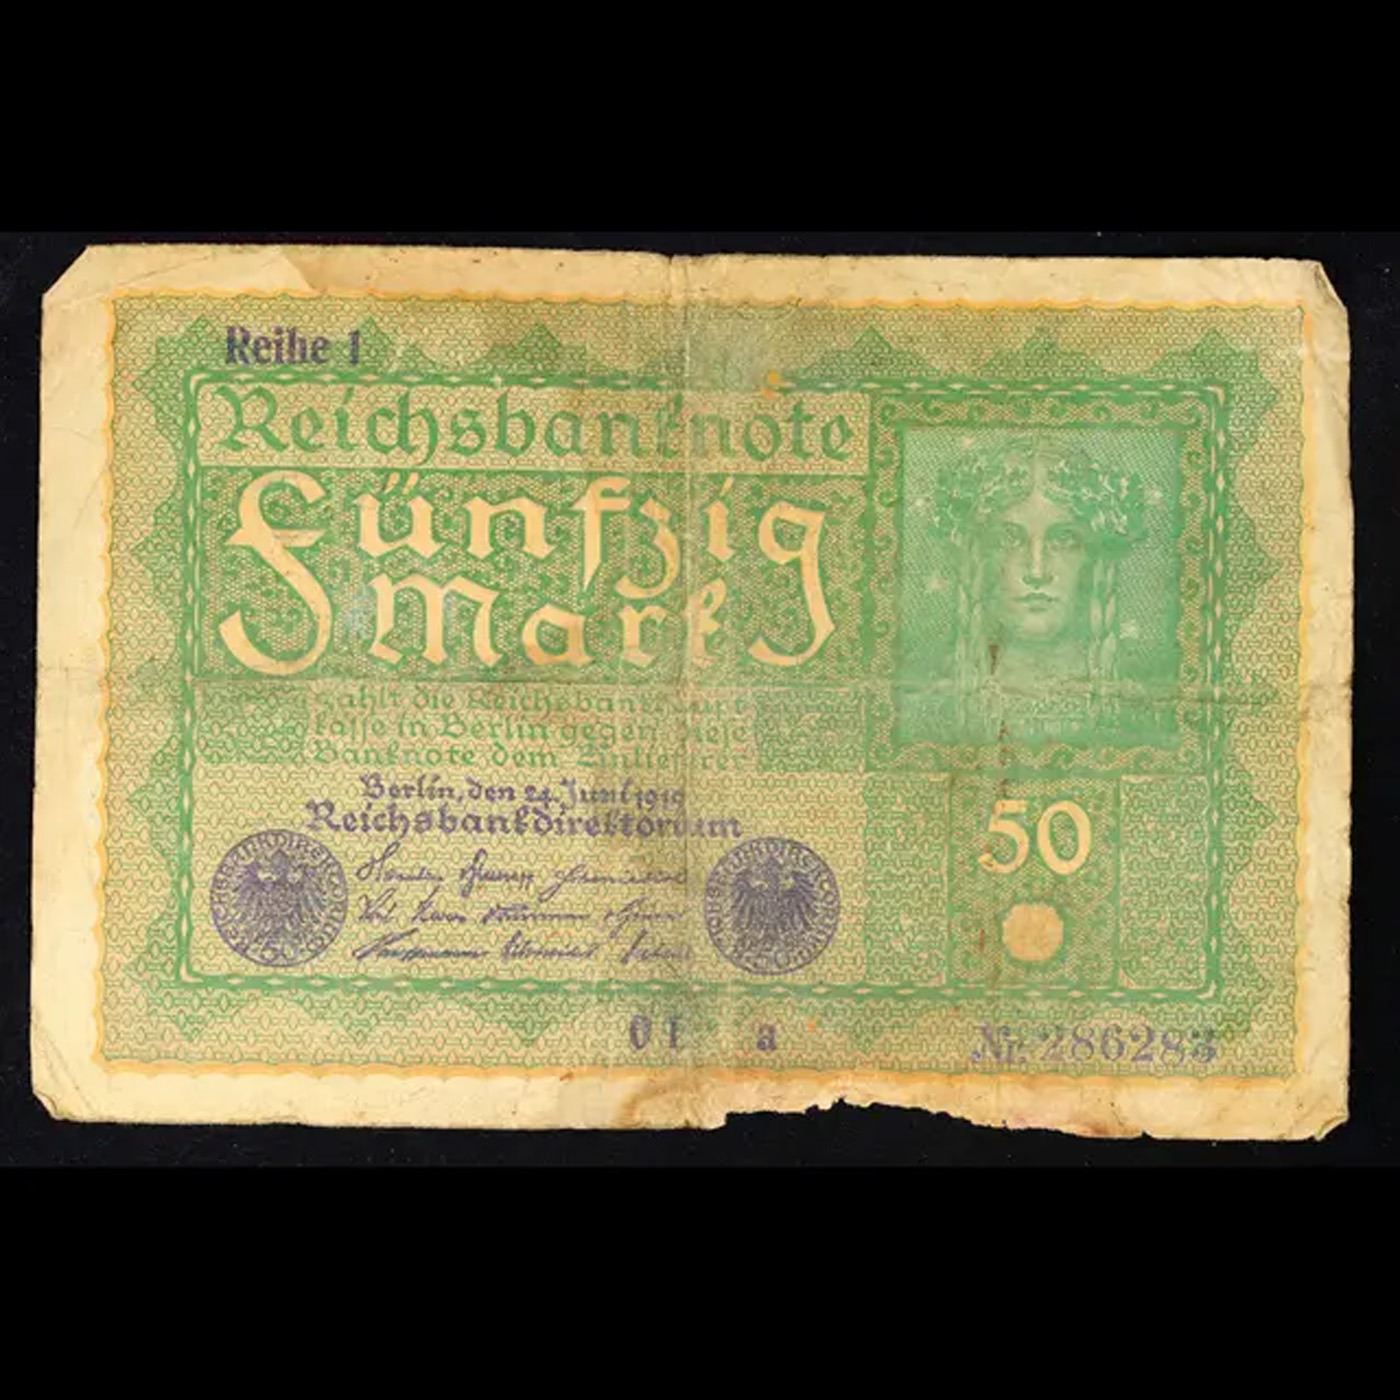 Reihe 1
Reichsbanknote
Fünfzig
Mark
zahlt die Reichsbankhaupt
kasse in Berlin gegen diese
Banknote dem Einlieferer
Berlin, den 24. Juni 1919
Reichsbankdirektorium
50
01 a
Nr. 286283